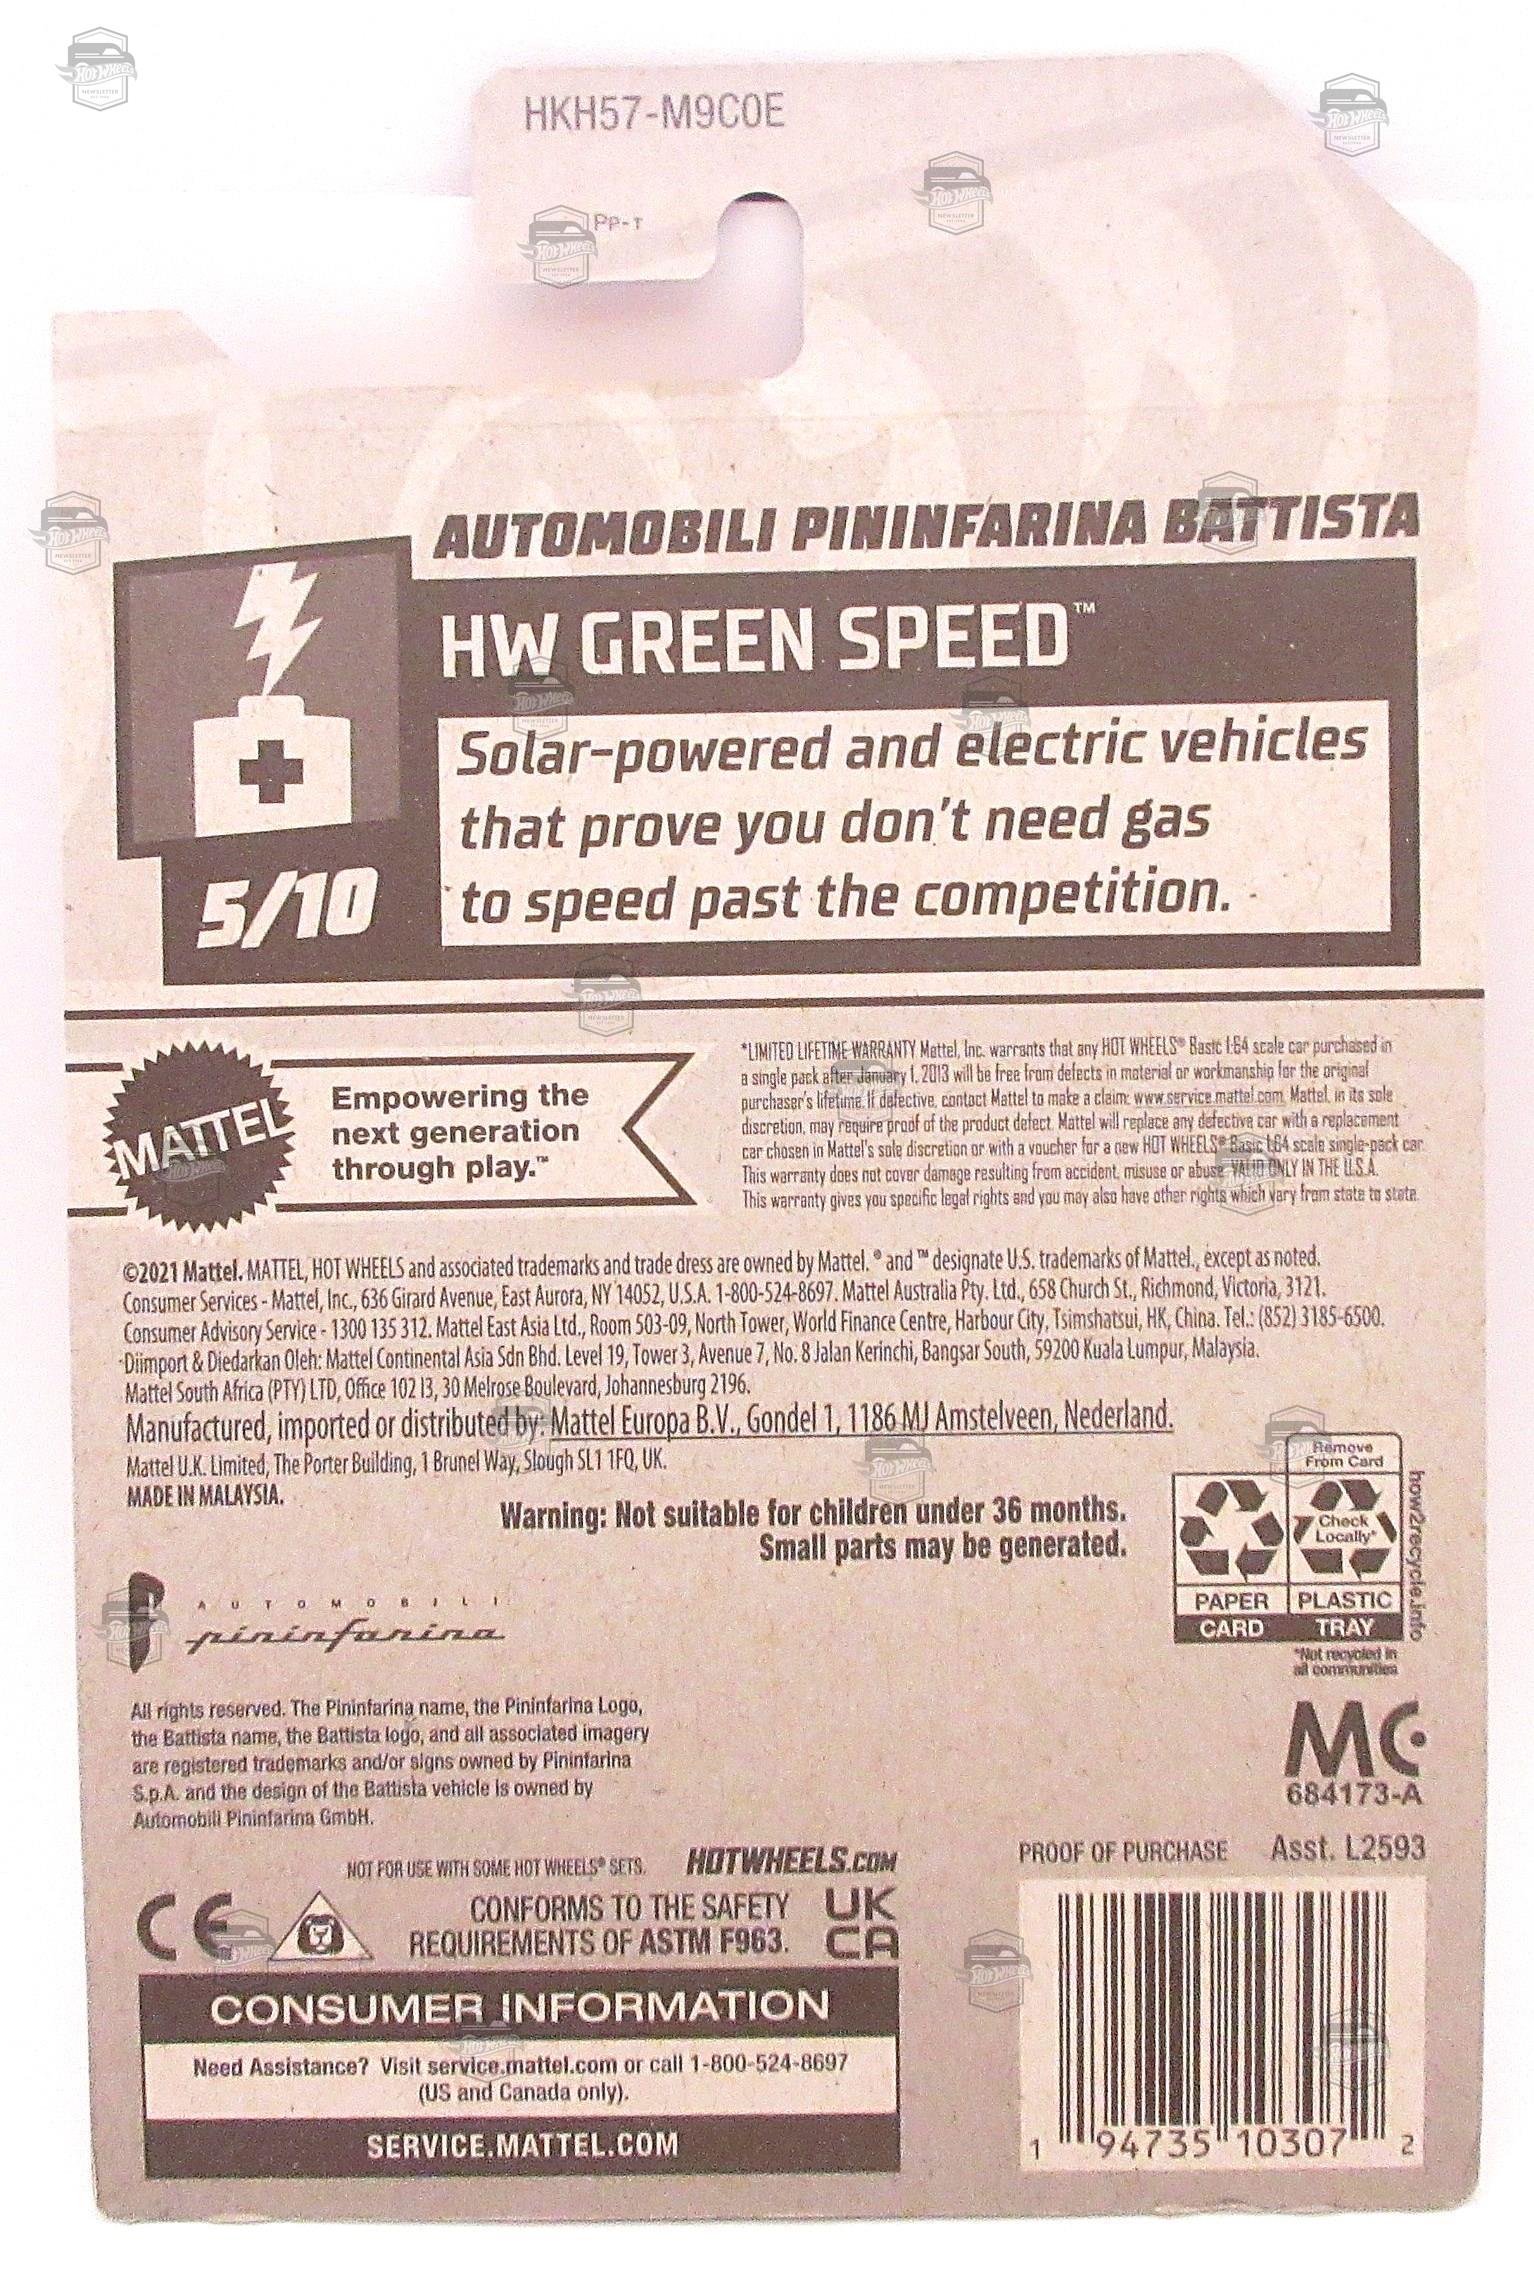 HKH57-M9C0E
PP-T
AUTOMOBILI PININFARINA BATTISTA
HW GREEN SPEED™
Solar-powered and electric vehicles
that prove you don't need gas
to speed past the competition.
5/10
MATTEL
Empowering the
next generation
through play.™
*LIMITED LIFETIME WARRANTY Mattel, Inc. warrants that any HOT WHEELS® Basic 1:64 scale car purchased in
a single pack after January 1, 2013 will be free from defects in material or workmanship for the original
purchaser's lifetime. If defective, contact Mattel to make a claim: www.service.mattel.com. Mattel, in its sole
discretion, may require proof of the product defect. Mattel will replace any defective car with a replacement
car chosen in Mattel's sole discretion or with a voucher for a new HOT WHEELS® Basic 1:64 scale single-pack car.
This warranty does not cover damage resulting from accident, misuse or abuse. VALID ONLY IN THE U.S.A.
This warranty gives you specific legal rights and you may also have other rights which vary from state to state.
©2021 Mattel. MATTEL, HOT WHEELS and associated trademarks and trade dress are owned by Mattel. ® and ™ designate U.S. trademarks of Mattel., except as noted.
Consumer Services - Mattel, Inc., 636 Girard Avenue, East Aurora, NY 14052, U.S.A. 1-800-524-8697. Mattel Australia Pty. Ltd., 658 Church St., Richmond, Victoria, 3121.
Consumer Advisory Service - 1300 135 312. Mattel East Asia Ltd., Room 503-09, North Tower, World Finance Centre, Harbour City, Tsimshatsui, HK, China. Tel.: (852) 3185-6500.
Diimport & Diedarkan Oleh: Mattel Continental Asia Sdn Bhd. Level 19, Tower 3, Avenue 7, No. 8 Jalan Kerinchi, Bangsar South, 59200 Kuala Lumpur, Malaysia.
Mattel South Africa (PTY) LTD, Office 102 I3, 30 Melrose Boulevard, Johannesburg 2196.
Manufactured, imported or distributed by: Mattel Europa B.V., Gondel 1, 1186 MJ Amstelveen, Nederland.
Mattel U.K. Limited, The Porter Building, 1 Brunel Way, Slough SL1 1FQ, UK.
MADE IN MALAYSIA.
Warning: Not suitable for children under 36 months.
Small parts may be generated.
Remove
From Card
Check
Locally*
PAPER PLASTIC
CARD TRAY
how2recycle.info
*Not recycled in
all communities
AUTOMOBILI
pininfarina
All rights reserved. The Pininfarina name, the Pininfarina Logo,
the Battista name, the Battista logo, and all associated imagery
are registered trademarks and/or signs owned by Pininfarina
S.p.A. and the design of the Battista vehicle is owned by
Automobili Pininfarina GmbH.
MC
684173-A
NOT FOR USE WITH SOME HOT WHEELS® SETS.
HOTWHEELS.COM
PROOF OF PURCHASE Asst. L2593
CE
CONFORMS TO THE SAFETY
REQUIREMENTS OF ASTM F963.
UK
CA
CONSUMER INFORMATION
Need Assistance? Visit service.mattel.com or call 1-800-524-8697
(US and Canada only).
SERVICE.MATTEL.COM
1 94735 10307 2